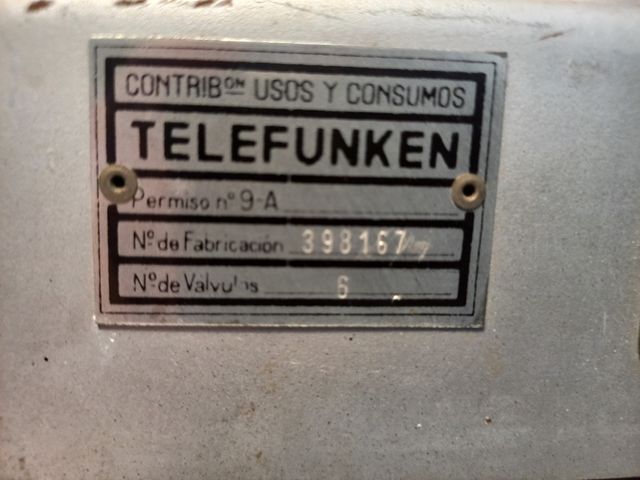 CONTRIBON USOS Y CONSUMOS
TELEFUNKEN
Permiso nº 9-A
Nº de Fabricación 398167
Nº de Valvulas 6